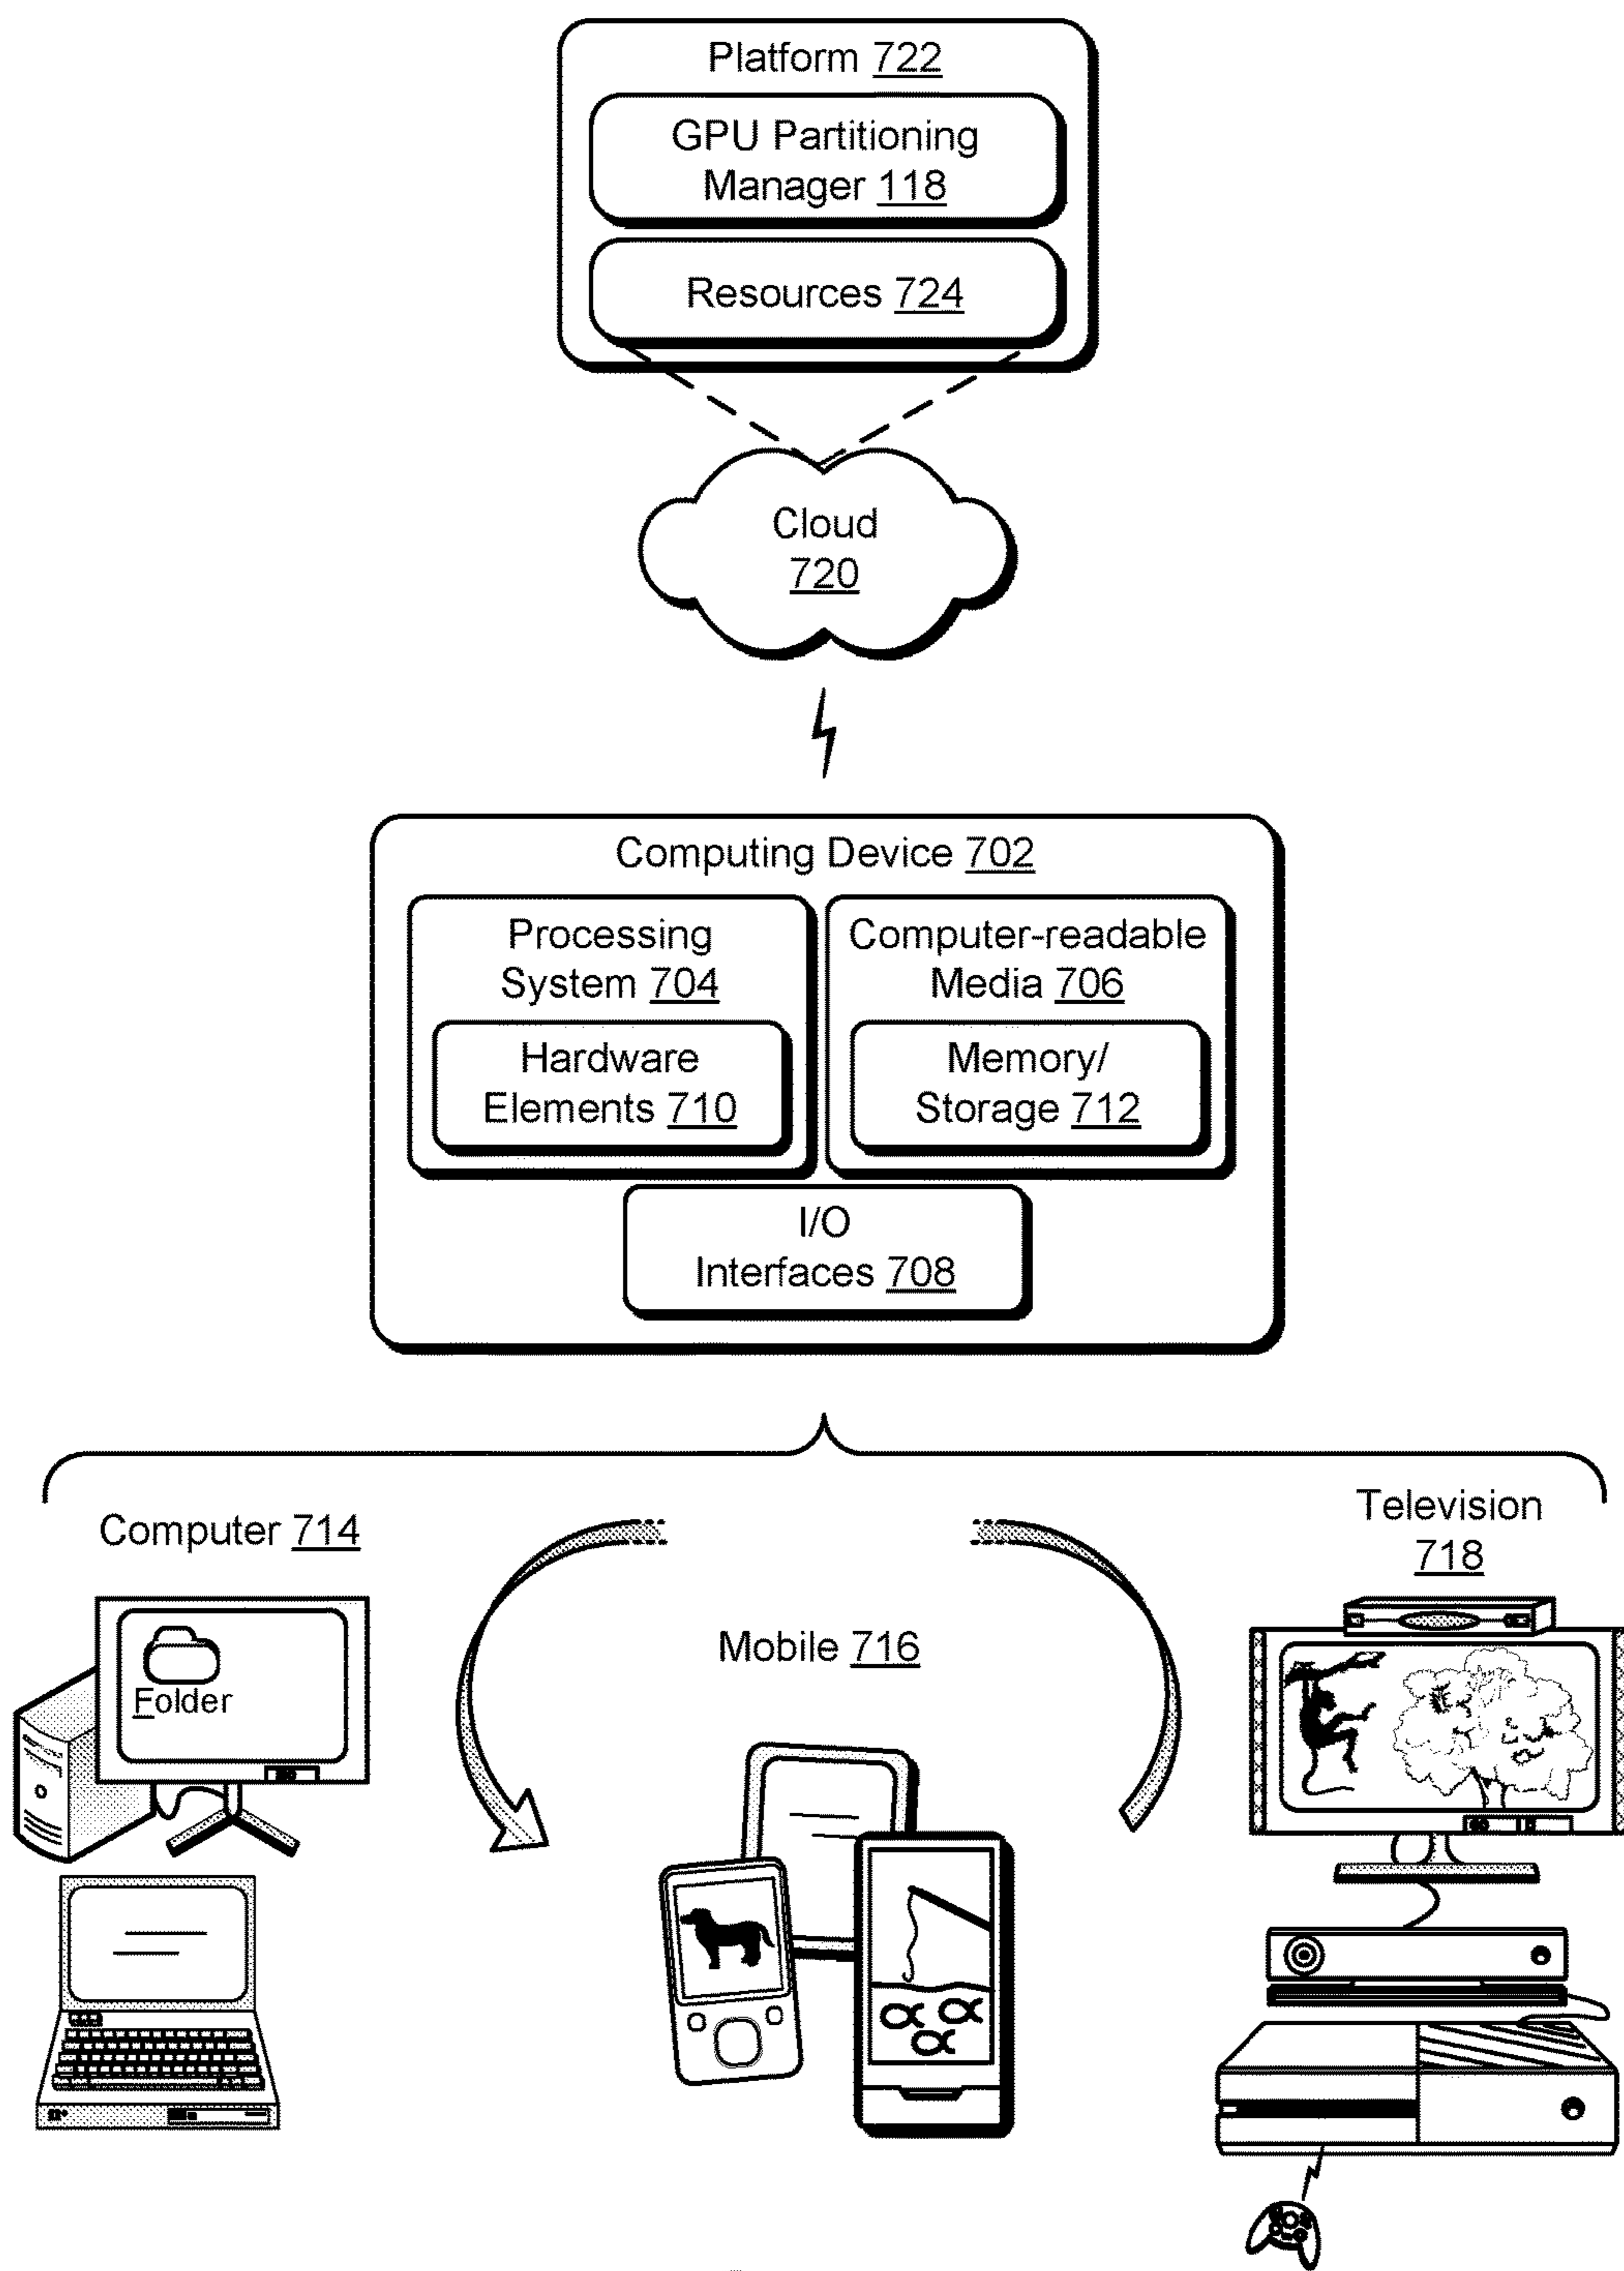 Platform 722
GPU Partitioning
Manager 118
Resources 724
Cloud
720
Computing Device 702
Processing
System 704
Hardware
Elements 710
Computer-readable
Media 706
Memory/
Storage 712
I/O
Interfaces 708
Computer 714
Folder
Mobile 716
Television
718